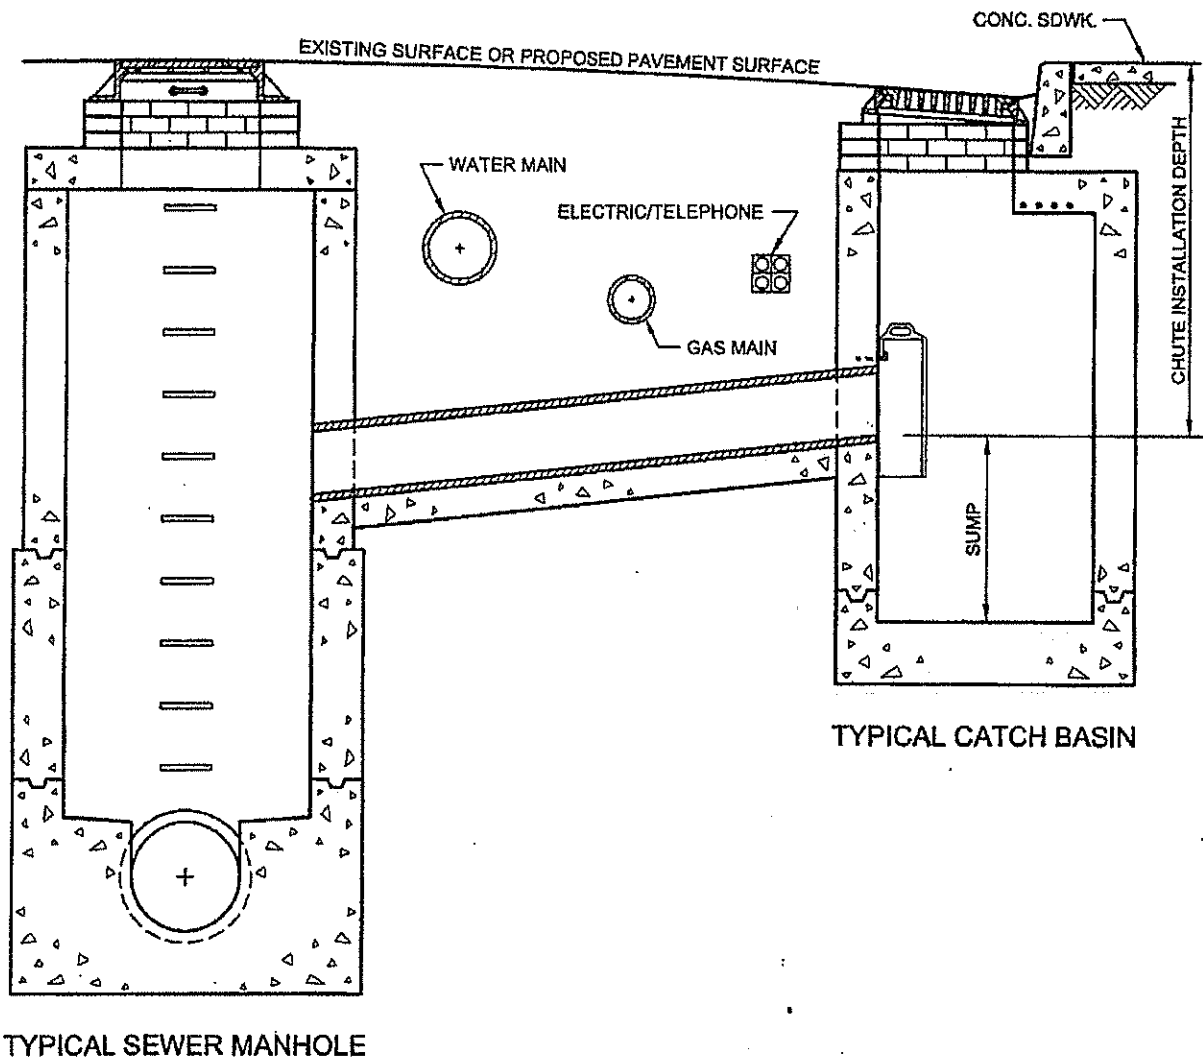 CONC. SDWK.
EXISTING SURFACE OR PROPOSED PAVEMENT SURFACE
WATER MAIN
ELECTRIC/TELEPHONE
GAS MAIN
CHUTE INSTALLATION DEPTH
SUMP
TYPICAL CATCH BASIN
TYPICAL SEWER MANHOLE